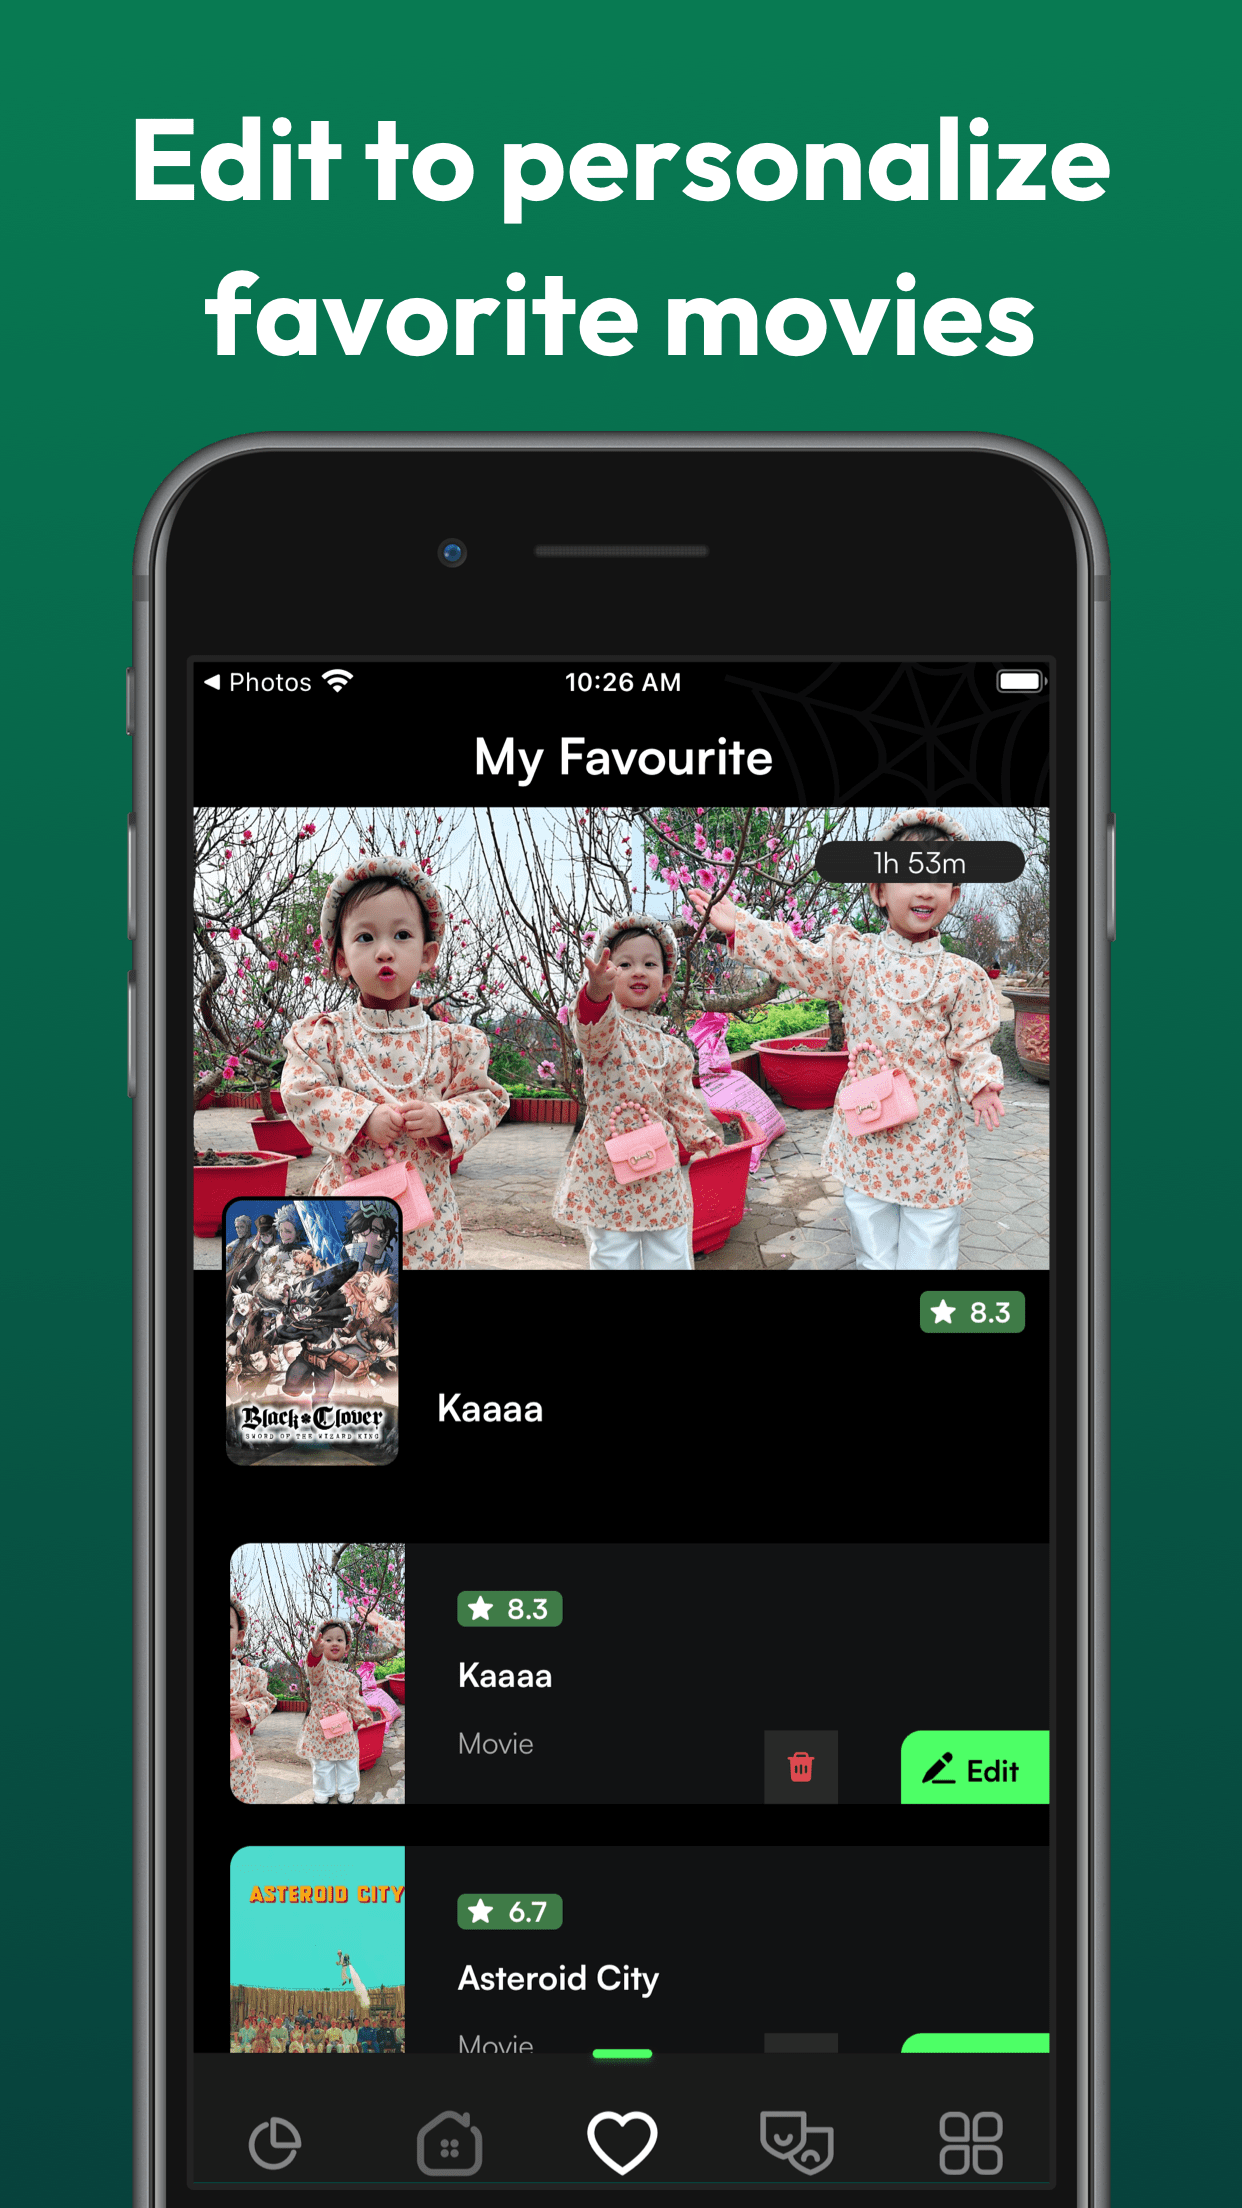 Edit to personalize
favorite movies
Photos
10:26 AM
My Favourite
1h 53m
8.3
Black Clover
SWORD OF THE WIZARD KING
Kaaaa
8.3
Kaaaa
Movie
Edit
ASTEROID CITY
6.7
Asteroid City
Movie